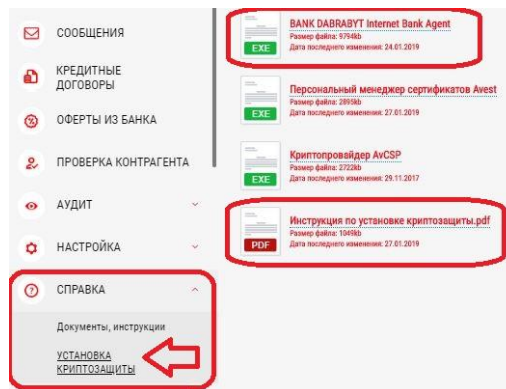 СООБЩЕНИЯ
КРЕДИТНЫЕ
ДОГОВОРЫ
ОФЕРТЫ ИЗ БАНКА
ПРОВЕРКА КОНТРАГЕНТА
АУДИТ
НАСТРОЙКА
СПРАВКА
Документы, инструкции
УСТАНОВКА
КРИПТОЗАЩИТЫ
EXE
BANK DABRABYT Internet Bank Agent
Размер файла: 9794kb
Дата последнего изменения: 24.01.2019
EXE
Персональный менеджер сертификатов Avest
Размер файла: 2895kb
Дата последнего изменения: 27.01.2019
EXE
Криптопровайдер AvCSP
Размер файла: 2722kb
Дата последнего изменения: 29.11.2017
PDF
Инструкция по установке криптозащиты.pdf
Размер файла: 1049kb
Дата последнего изменения: 27.01.2019